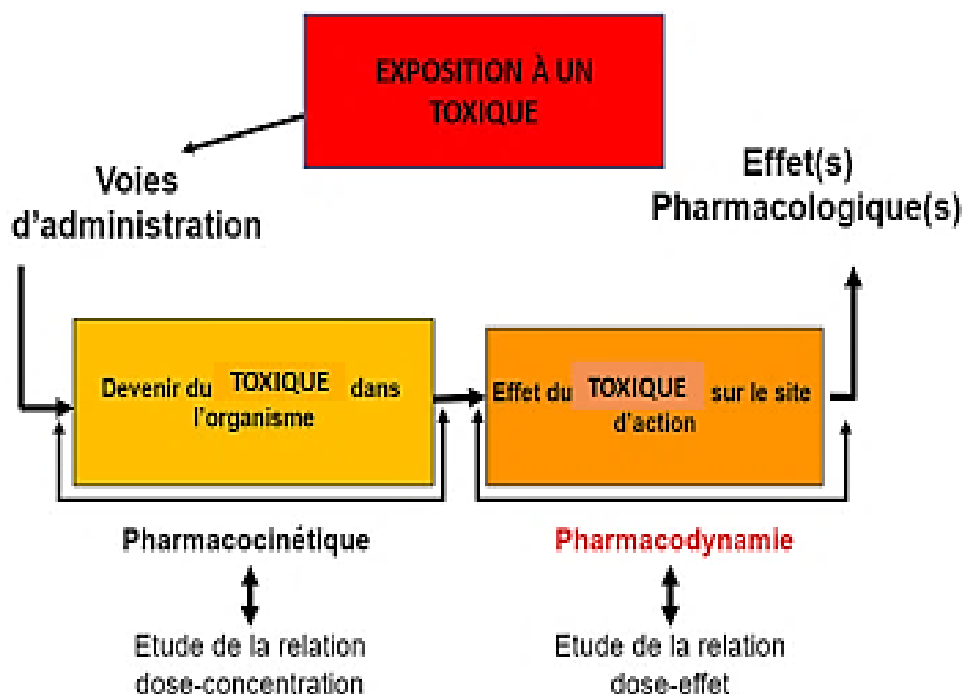 EXPOSITION À UN
TOXIQUE
Voies
d'administration
Effet(s)
Pharmacologique(s)
Devenir du TOXIQUE dans
l'organisme
Effet du TOXIQUE sur le site
d'action
Pharmacocinétique
Pharmacodynamie
Etude de la relation
dose-concentration
Etude de la relation
dose-effet